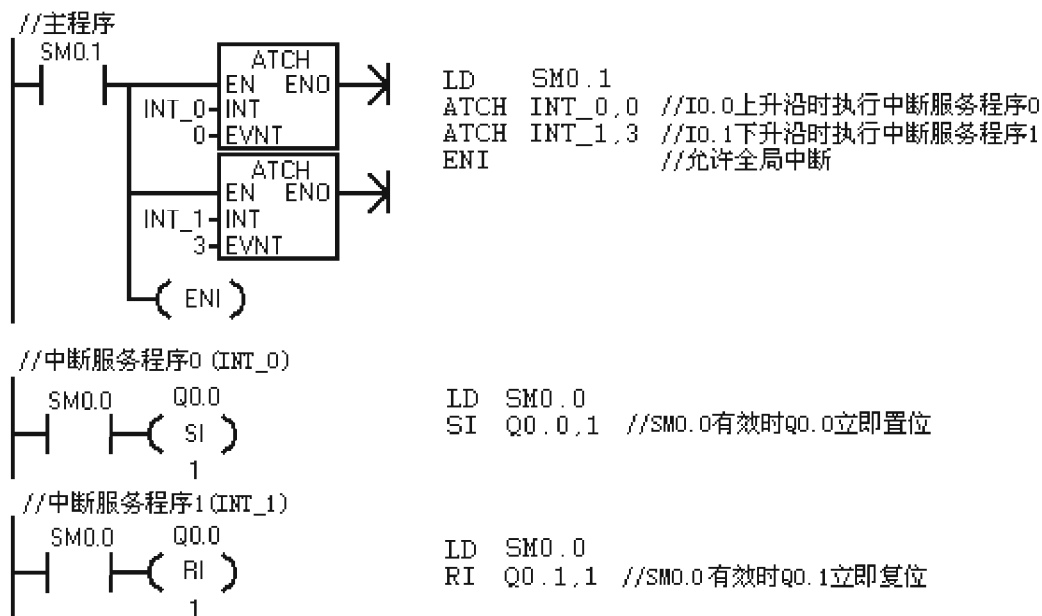 //主程序
SM0.1
ATCH
EN ENO
INT_0 INT
0 EVNT
ATCH
EN ENO
INT_1 INT
3 EVNT
ENI
LD SM0.1
ATCH INT_0,0 //I0.0上升沿时执行中断服务程序0
ATCH INT_1,3 //I0.1下升沿时执行中断服务程序1
ENI //允许全局中断
//中断服务程序0 (INT_0)
SM0.0 Q0.0
SI
1
LD SM0.0
SI Q0.0,1 //SM0.0有效时Q0.0立即置位
//中断服务程序1(INT_1)
SM0.0 Q0.0
RI
1
LD SM0.0
RI Q0.1,1 //SM0.0有效时Q0.1立即复位